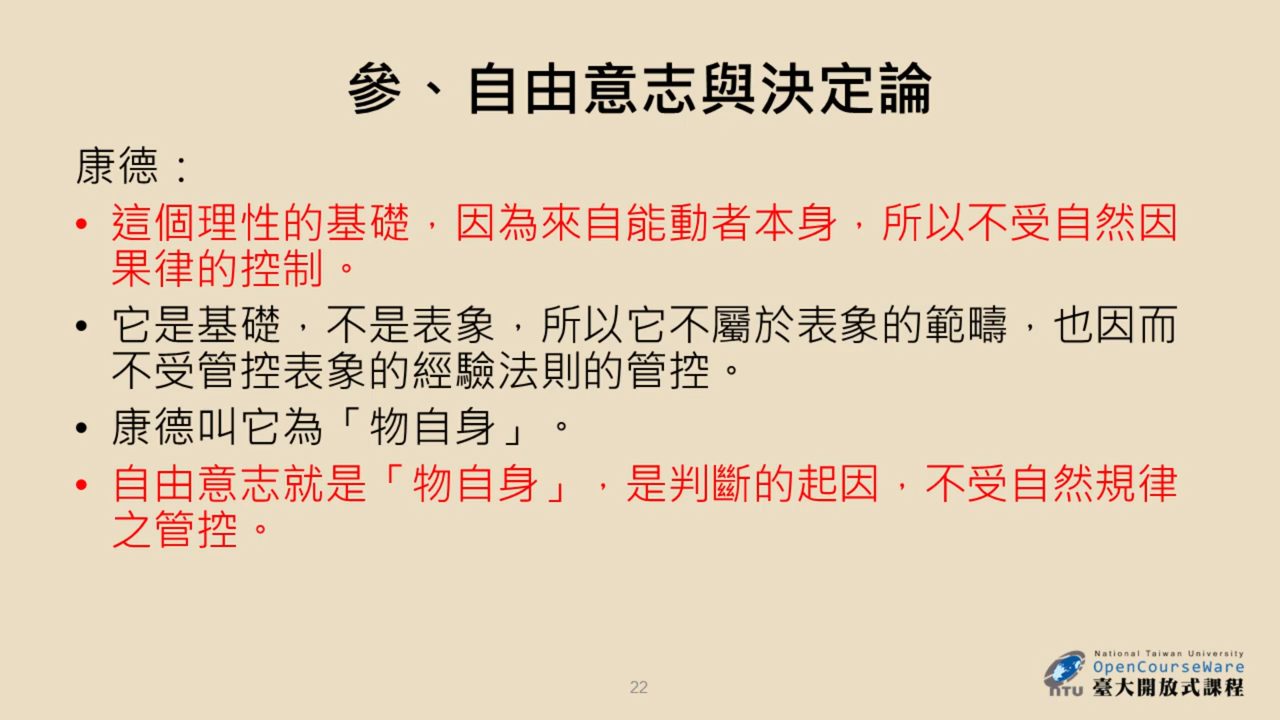 參、自由意志與決定論
康德：
• 這個理性的基礎，因為來自能動者本身，所以不受自然因
果律的控制。
• 它是基礎，不是表象，所以它不屬於表象的範疇，也因而
不受管控表象的經驗法則的管控。
• 康德叫它為「物自身」。
• 自由意志就是「物自身」，是判斷的起因，不受自然規律
之管控。
22
National Taiwan University
OpenCourseWare
NTU 臺大開放式課程